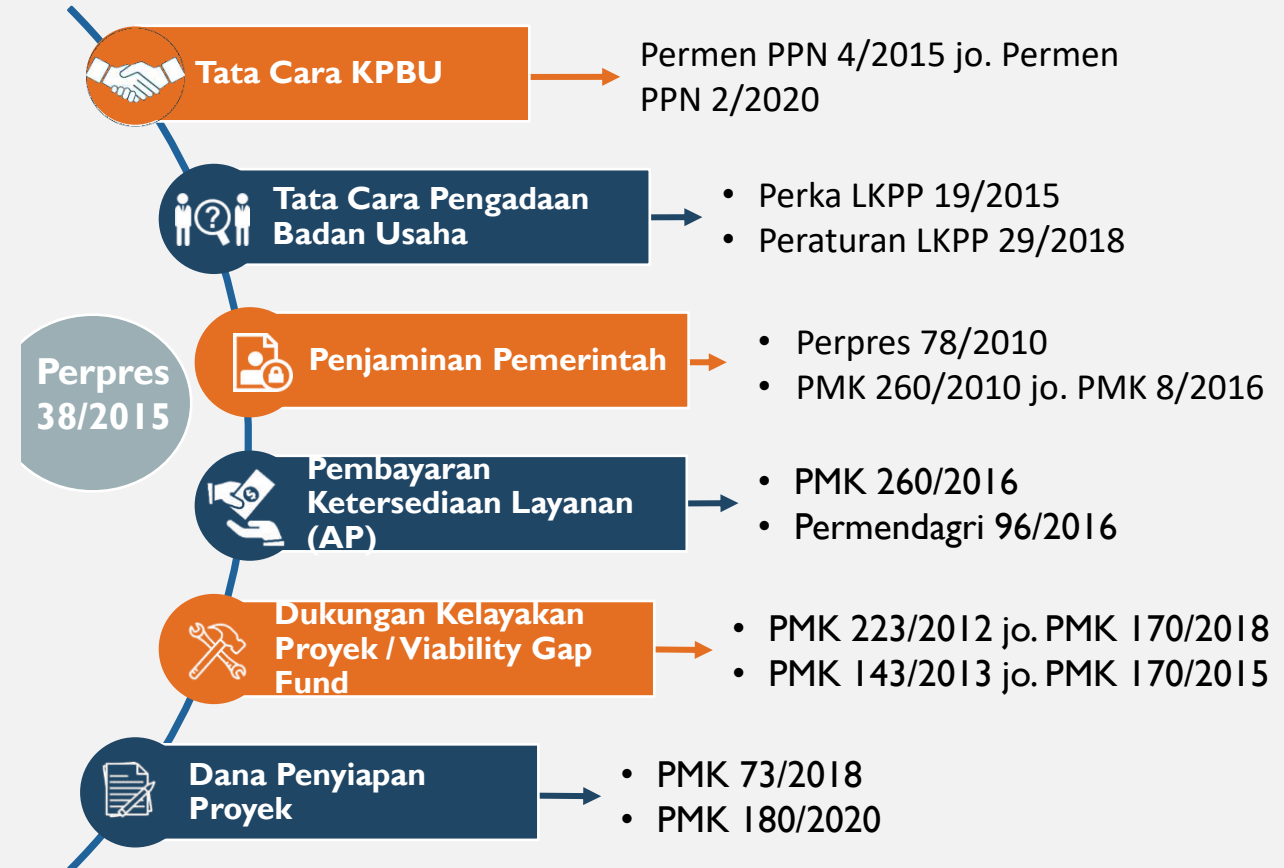 Tata Cara KPBU
Permen PPN 4/2015 jo. Permen
PPN 2/2020
Tata Cara Pengadaan
Badan Usaha
• Perka LKPP 19/2015
• Peraturan LKPP 29/2018
Perpres
38/2015
Penjaminan Pemerintah
• Perpres 78/2010
• PMK 260/2010 jo. PMK 8/2016
Pembayaran
Ketersediaan Layanan
(AP)
• PMK 260/2016
• Permendagri 96/2016
Dukungan Kelayakan
Proyek / Viability Gap
Fund
• PMK 223/2012 jo. PMK 170/2018
• PMK 143/2013 jo. PMK 170/2015
Dana Penyiapan
Proyek
• PMK 73/2018
• PMK 180/2020